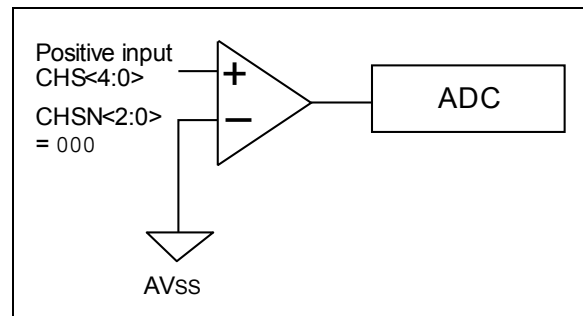 Positive input
CHS<4:0>
CHSN<2:0>
= 000
+
−
ADC
AVSS